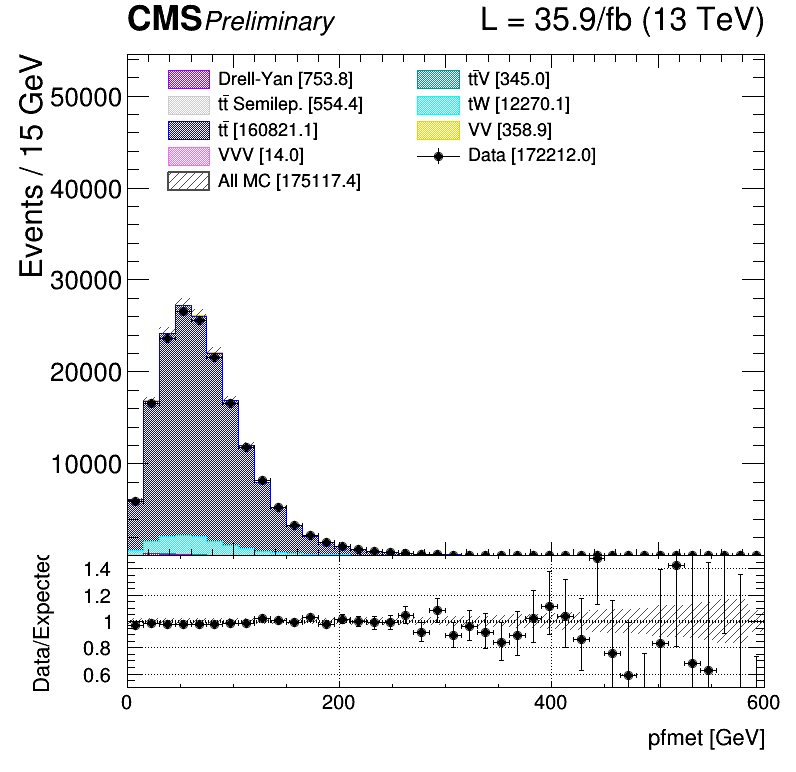 CMS Preliminary L = 35.9/fb (13 TeV)
Events / 15 GeV
50000
40000
30000
20000
10000
Drell-Yan [753.8]
tt̄ Semilep. [554.4]
tt̄ [160821.1]
VVV [14.0]
All MC [175117.4]
tt̄V [345.0]
tW [12270.1]
VV [358.9]
Data [172212.0]
Data/Expected
1.4
1.2
1
0.8
0.6
0 200 400 600
pfmet [GeV]